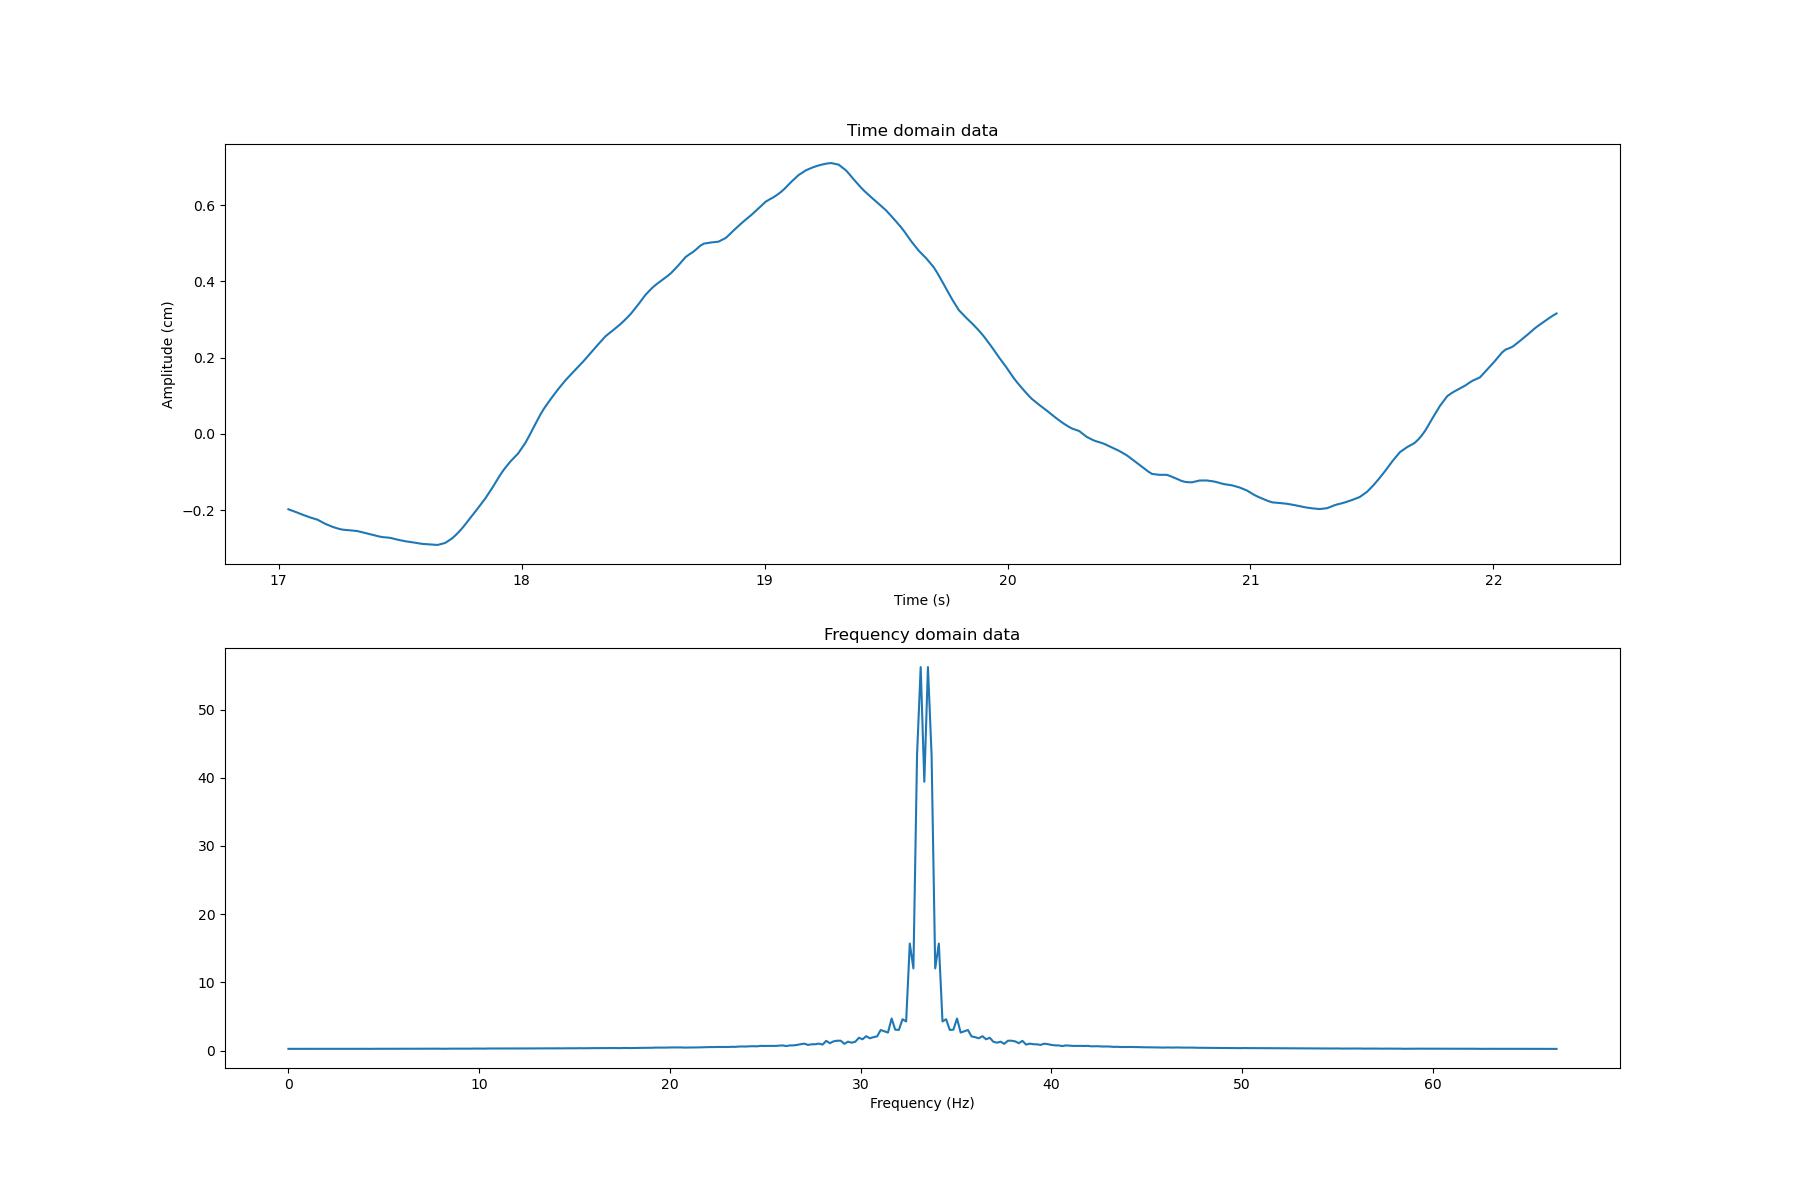 Time domain data
Amplitude (cm)
0.6
0.4
0.2
0.0
−0.2
17 18 19 20 21 22
Time (s)
Frequency domain data
50
40
30
20
10
0
0 10 20 30 40 50 60
Frequency (Hz)